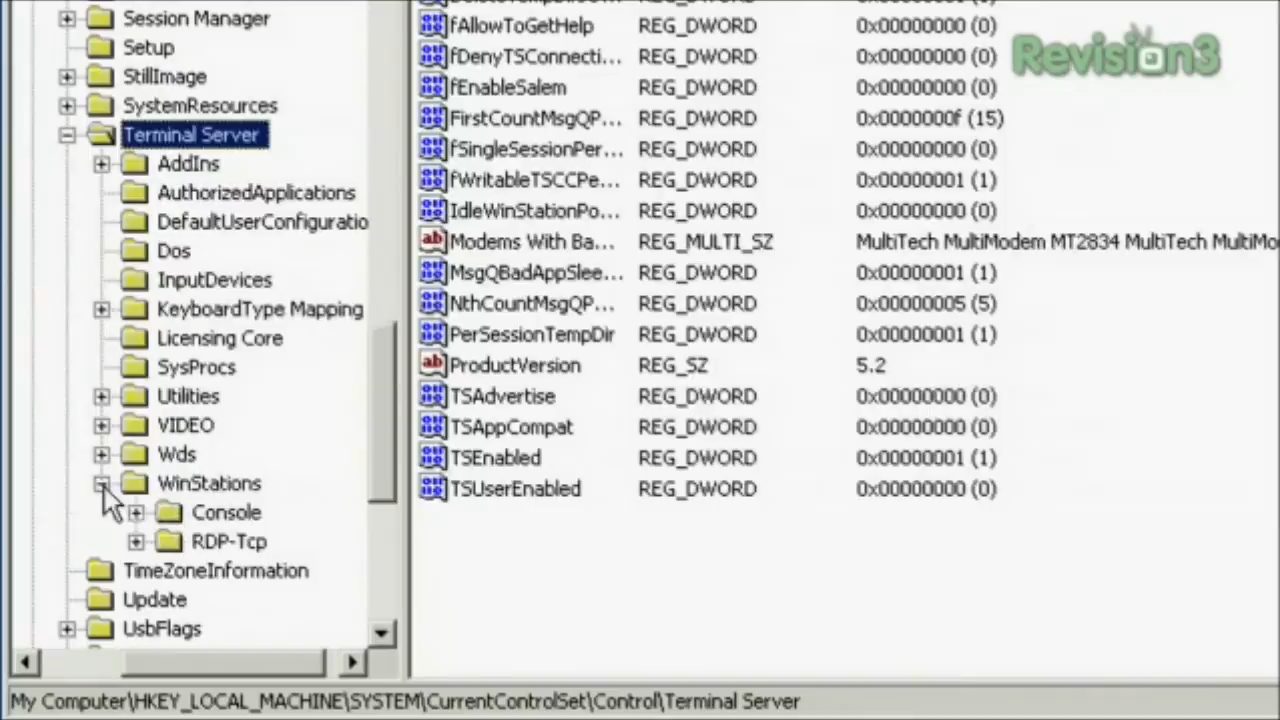 Session Manager
Setup
StillImage
SystemResources
Terminal Server
AddIns
AuthorizedApplications
DefaultUserConfiguratio
Dos
InputDevices
KeyboardType Mapping
Licensing Core
SysProcs
Utilities
VIDEO
Wds
WinStations
Console
RDP-Tcp
TimeZoneInformation
Update
UsbFlags
fAllowToGetHelp REG_DWORD 0x00000000 (0)
fDenyTSConnecti... REG_DWORD 0x00000000 (0)
fEnableSalem REG_DWORD 0x00000000 (0)
FirstCountMsgQP... REG_DWORD 0x0000000f (15)
fSingleSessionPer... REG_DWORD 0x00000000 (0)
fWritableTSCCPe... REG_DWORD 0x00000001 (1)
IdleWinStationPo... REG_DWORD 0x00000000 (0)
Modems With Ba... REG_MULTI_SZ MultiTech MultiModem MT2834 MultiTech MultiMo
MsgQBadAppSlee... REG_DWORD 0x00000001 (1)
NthCountMsgQP... REG_DWORD 0x00000005 (5)
PerSessionTempDir REG_DWORD 0x00000001 (1)
ProductVersion REG_SZ 5.2
TSAdvertise REG_DWORD 0x00000000 (0)
TSAppCompat REG_DWORD 0x00000000 (0)
TSEnabled REG_DWORD 0x00000001 (1)
TSUserEnabled REG_DWORD 0x00000000 (0)
Revision3
My Computer\HKEY_LOCAL_MACHINE\SYSTEM\CurrentControlSet\Control\Terminal Server